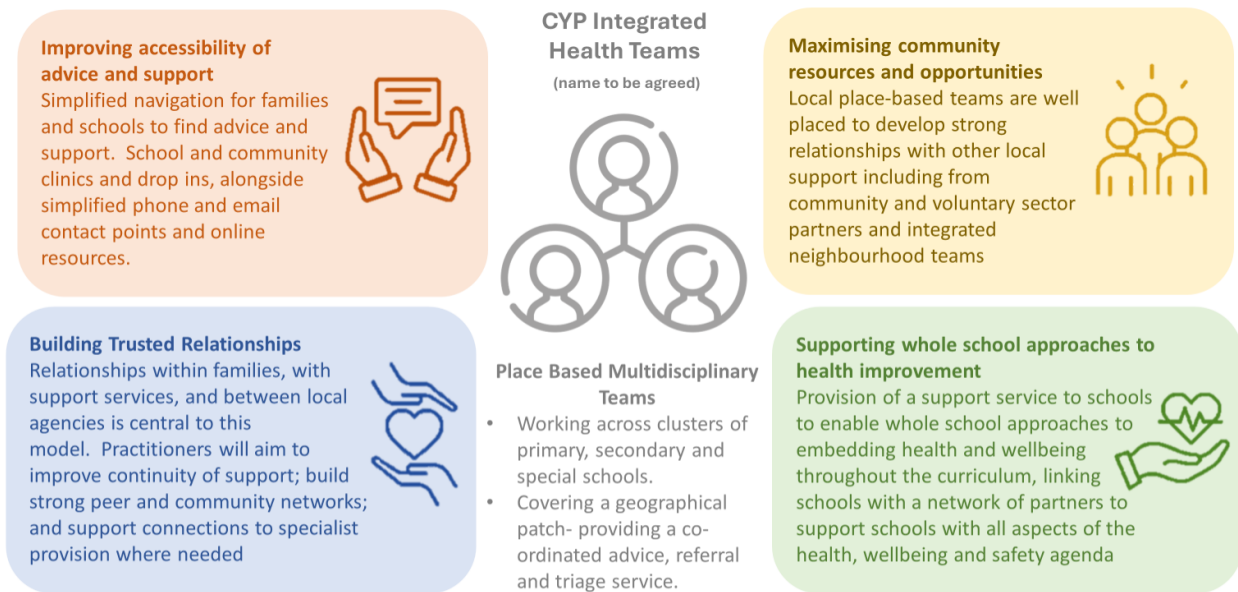 Improving accessibility of
advice and support
Simplified navigation for families
and schools to find advice and
support.  School and community
clinics and drop ins, alongside
simplified phone and email
contact points and online
resources.
CYP Integrated
Health Teams
(name to be agreed)
Maximising community
resources and opportunities
Local place-based teams are well
placed to develop strong
relationships with other local
support including from
community and voluntary sector
partners and integrated
neighbourhood teams
Building Trusted Relationships
Relationships within families, with
support services, and between local
agencies is central to this
model.  Practitioners will aim to
improve continuity of support; build
strong peer and community networks;
and support connections to specialist
provision where needed
Place Based Multidisciplinary
Teams
• Working across clusters of
primary, secondary and
special schools.
• Covering a geographical
patch- providing a co-
ordinated advice, referral
and triage service.
Supporting whole school approaches to
health improvement
Provision of a support service to schools
to enable whole school approaches to
embedding health and wellbeing
throughout the curriculum, linking
schools with a network of partners to
support schools with all aspects of the
health, wellbeing and safety agenda